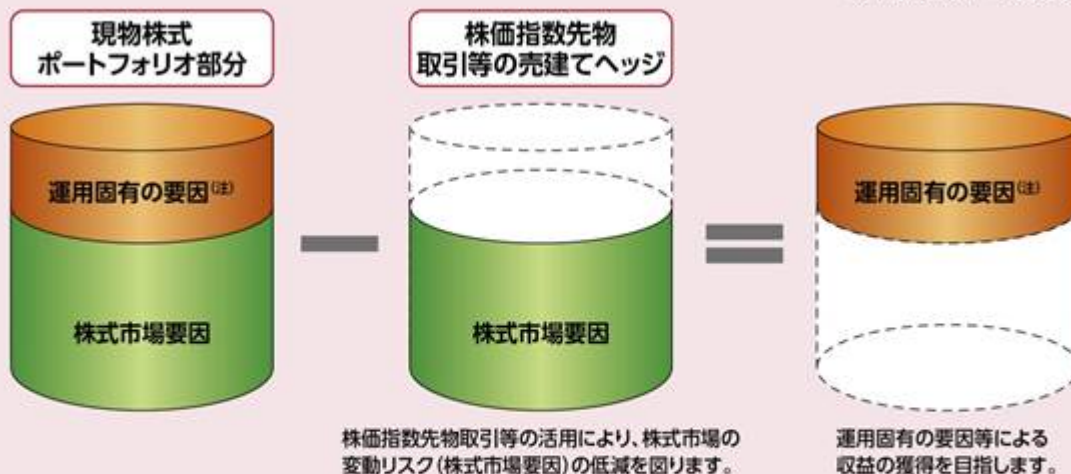 現物株式
ポートフォリオ部分
株価指数先物
取引等の売建てヘッジ
運用固有の要因(注)
株式市場要因
株式市場要因
運用固有の要因(注)
株価指数先物取引等の活用により、株式市場の
変動リスク(株式市場要因)の低減を図ります。
運用固有の要因等による
収益の獲得を目指します。